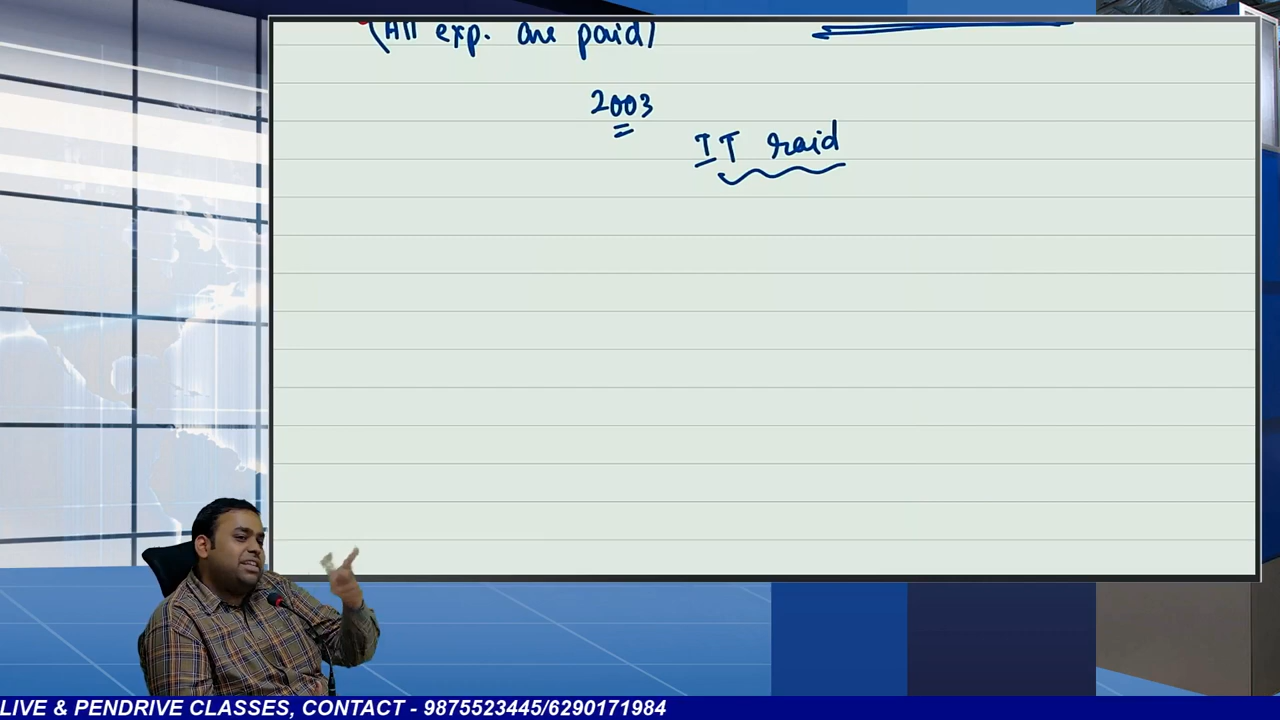 (All exp. are paid)
2003
IT raid
LIVE & PENDRIVE CLASSES, CONTACT - 9875523445/6290171984